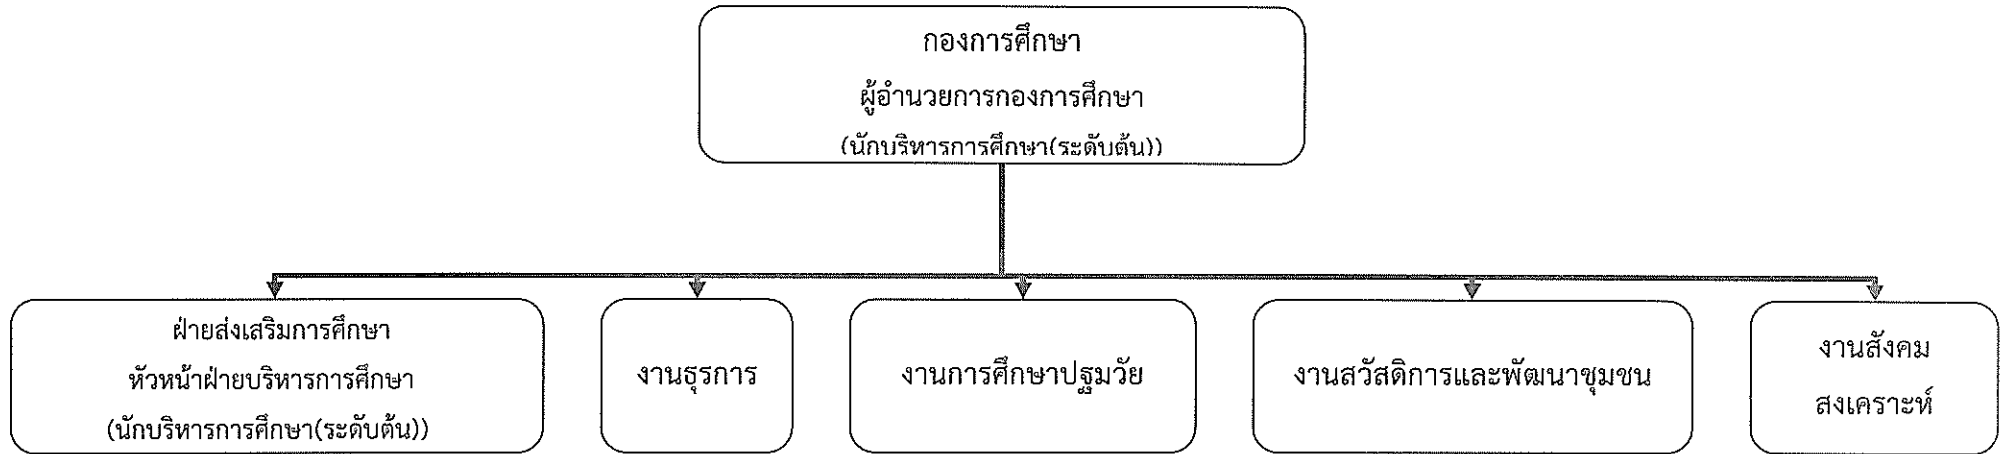 กองการศึกษา
ผู้อำนวยการกองการศึกษา
(นักบริหารการศึกษา(ระดับต้น))
ฝ่ายส่งเสริมการศึกษา
หัวหน้าฝ่ายบริหารการศึกษา
(นักบริหารการศึกษา(ระดับต้น))
งานธุรการ
งานการศึกษาปฐมวัย
งานสวัสดิการและพัฒนาชุมชน
งานสังคม
สงเคราะห์